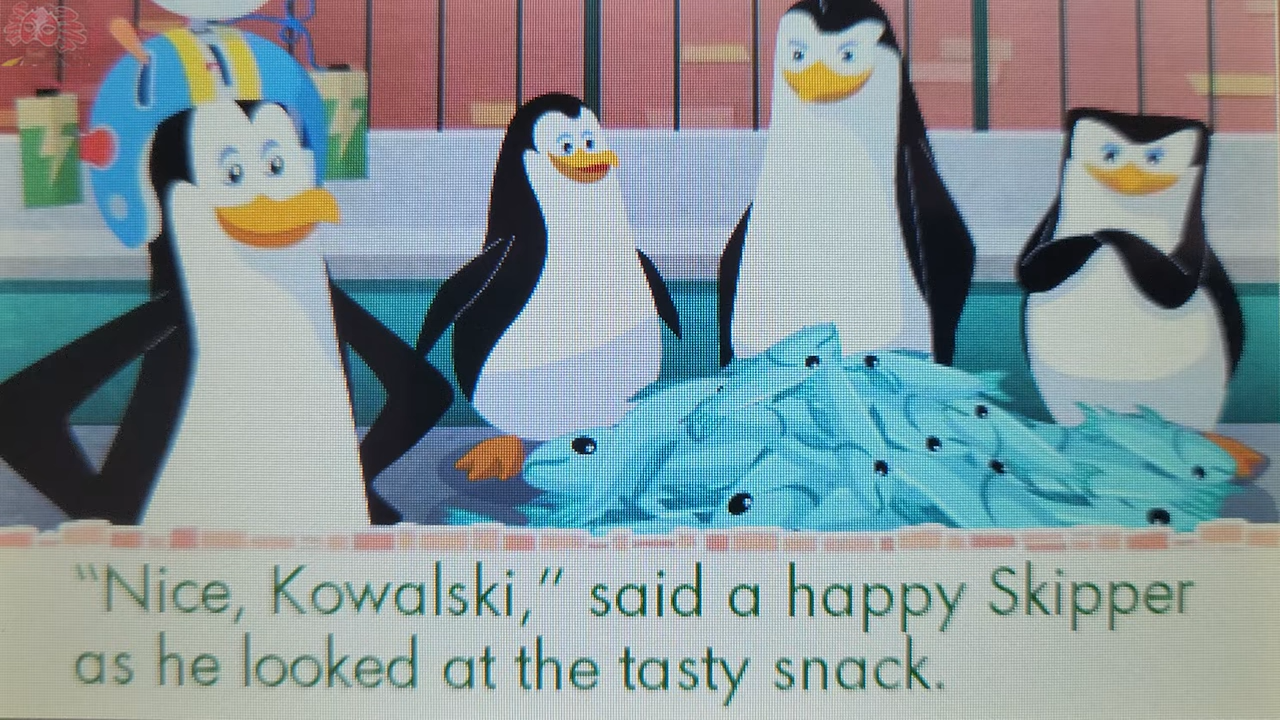 “Nice, Kowalski,” said a happy Skipper
as he looked at the tasty snack.